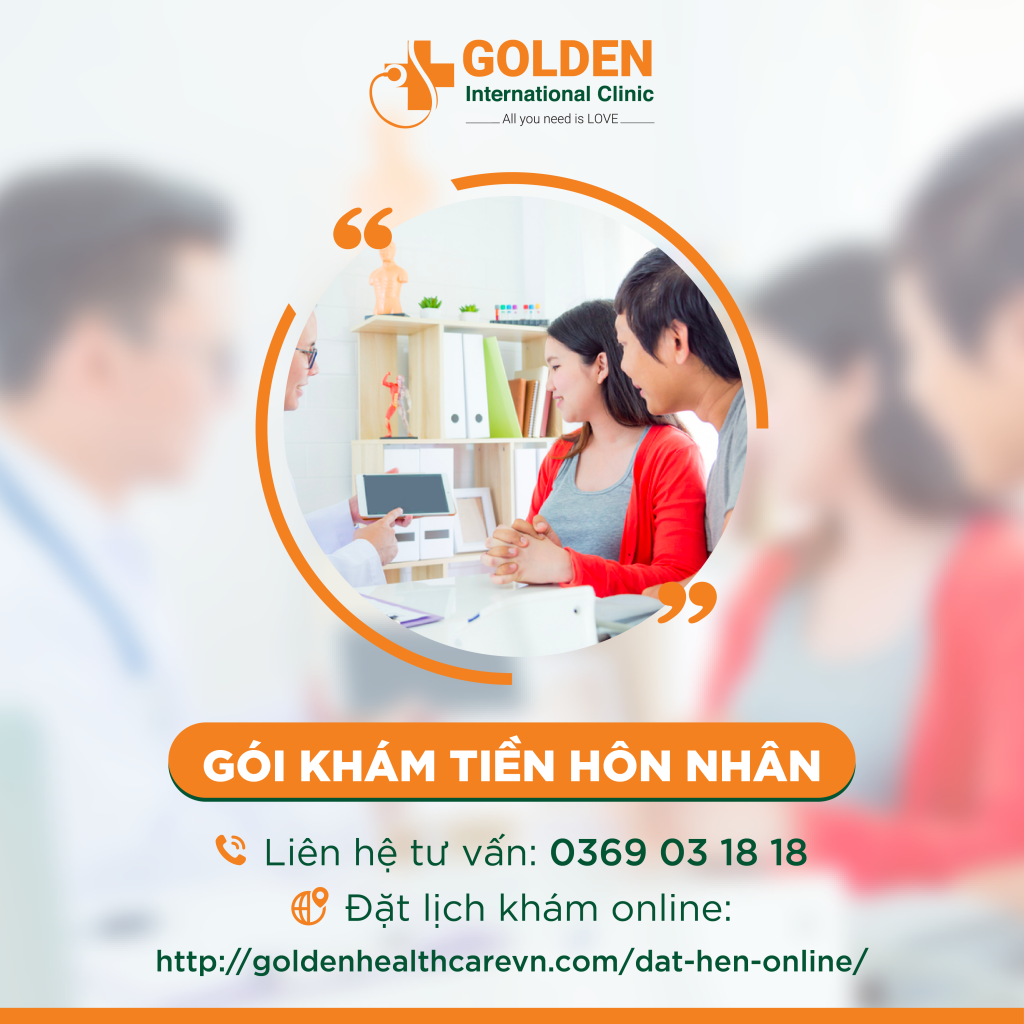 GOLDEN
International Clinic
All you need is LOVE
GÓI KHÁM TIỀN HÔN NHÂN
Liên hệ tư vấn: 0369 03 18 18
Đặt lịch khám online:
http://goldenhealthcarevn.com/dat-hen-online/